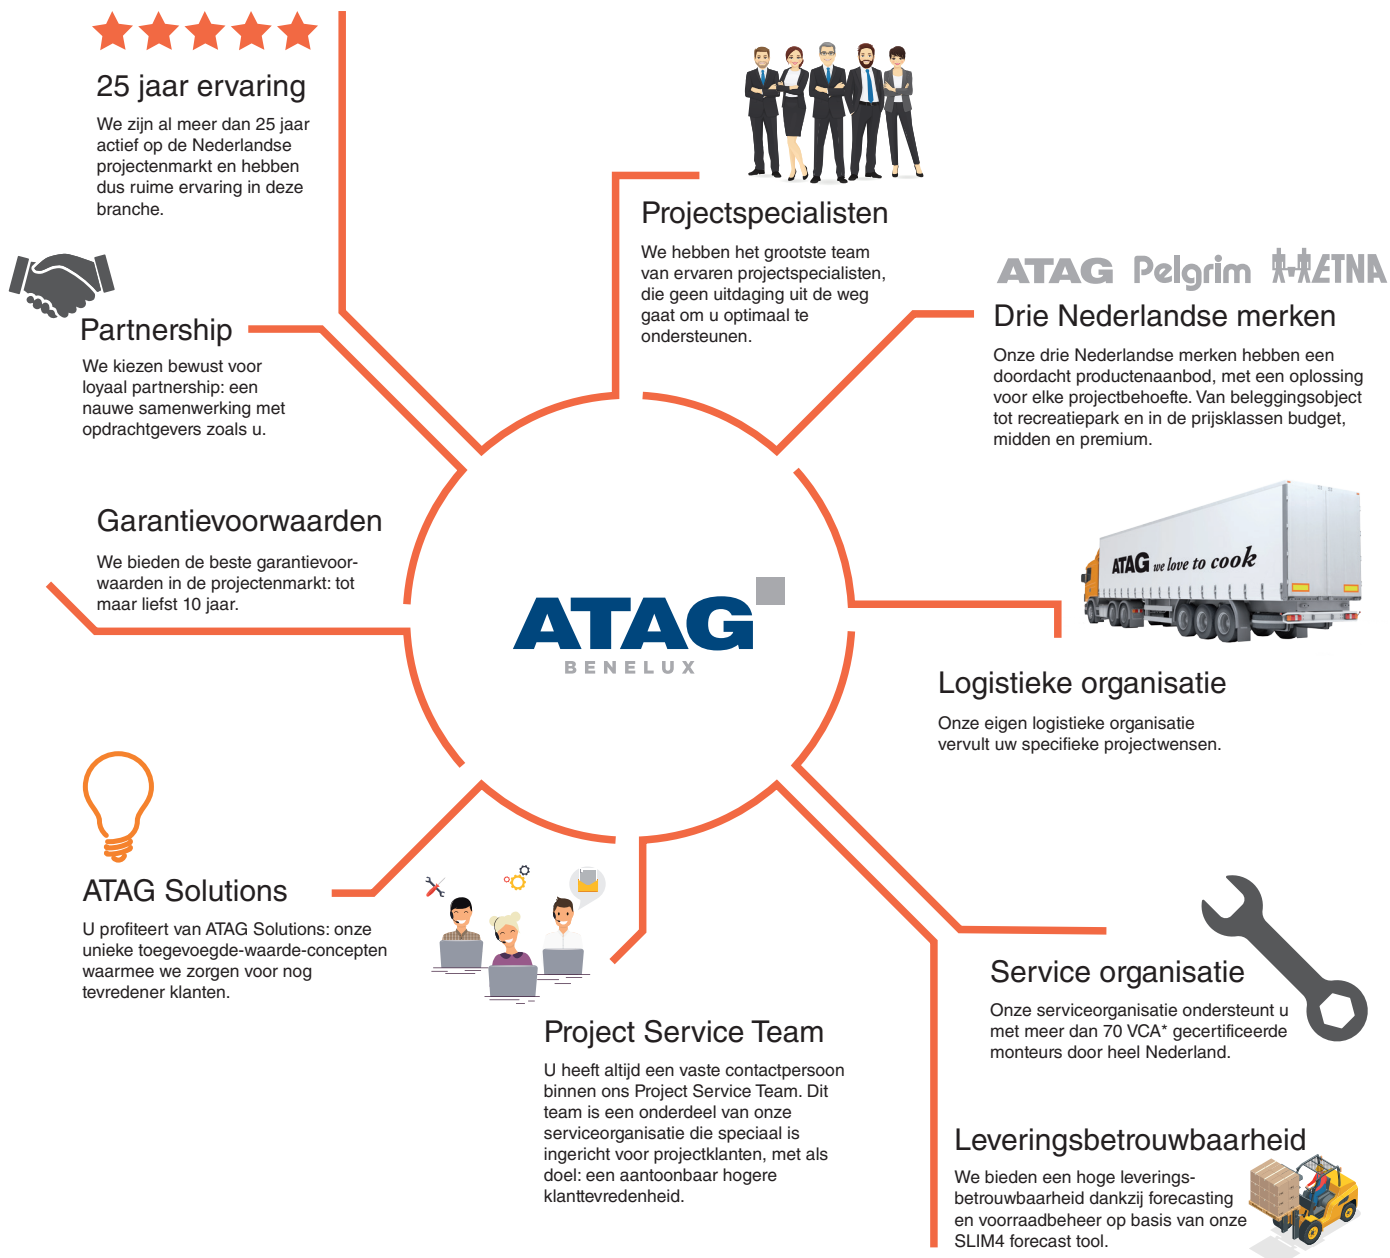 25 jaar ervaring
We zijn al meer dan 25 jaar
actief op de Nederlandse
projectenmarkt en hebben
dus ruime ervaring in deze
branche.
Projectspecialisten
We hebben het grootste team
van ervaren projectspecialisten,
die geen uitdaging uit de weg
gaat om u optimaal te
ondersteunen.
ATAG Pelgrim ETNA
Drie Nederlandse merken
Onze drie Nederlandse merken hebben een
doordacht productenaanbod, met een oplossing
voor elke projectbehoefte. Van beleggingsobject
tot recreatiepark en in de prijsklassen budget,
midden en premium.
Partnership
We kiezen bewust voor
loyaal partnership: een
nauwe samenwerking met
opdrachtgevers zoals u.
Garantievoorwaarden
We bieden de beste garantievoor-
waarden in de projectenmarkt: tot
maar liefst 10 jaar.
ATAG we love to cook
ATAG
BENELUX
Logistieke organisatie
Onze eigen logistieke organisatie
vervult uw specifieke projectwensen.
ATAG Solutions
U profiteert van ATAG Solutions: onze
unieke toegevoegde-waarde-concepten
waarmee we zorgen voor nog
tevredener klanten.
Project Service Team
U heeft altijd een vaste contactpersoon
binnen ons Project Service Team. Dit
team is een onderdeel van onze
serviceorganisatie die speciaal is
ingericht voor projectklanten, met als
doel: een aantoonbaar hogere
klanttevredenheid.
Service organisatie
Onze serviceorganisatie ondersteunt u
met meer dan 70 VCA* gecertificeerde
monteurs door heel Nederland.
Leveringsbetrouwbaarheid
We bieden een hoge leverings-
betrouwbaarheid dankzij forecasting
en voorraadbeheer op basis van onze
SLIM4 forecast tool.